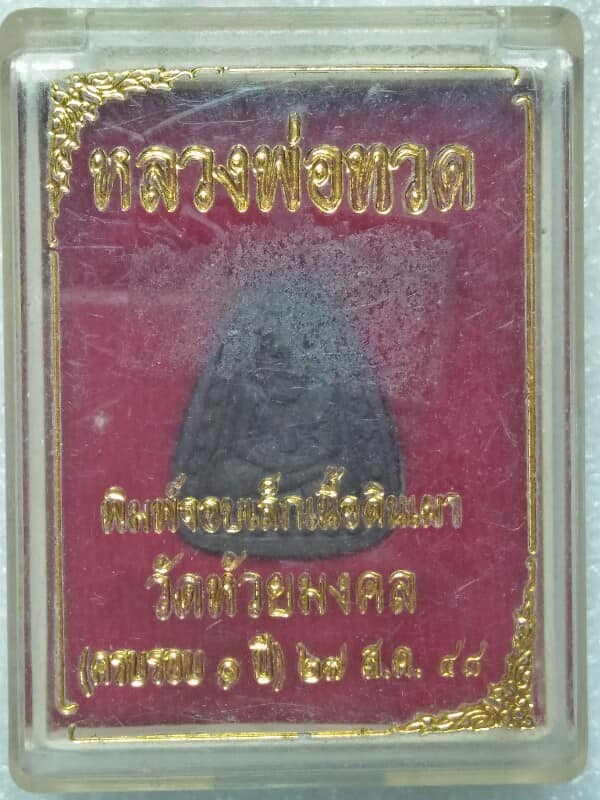 หลวงพ่อทวด
พิมพ์จอบเล็กเนื้อดินเผา
วัดห้วยมงคล
(ครบรอบ ๑ ปี) ๒๗ ส.ค. ๔๘